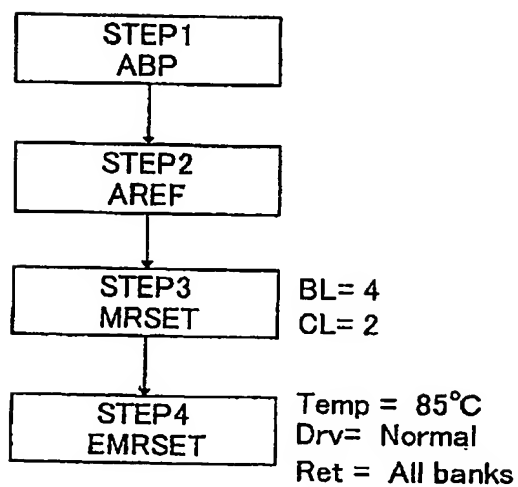 STEP1
ABP
STEP2
AREF
STEP3
MRSET
BL= 4
CL= 2
STEP4
EMRSET
Temp = 85°C
Drv= Normal
Ret = All banks